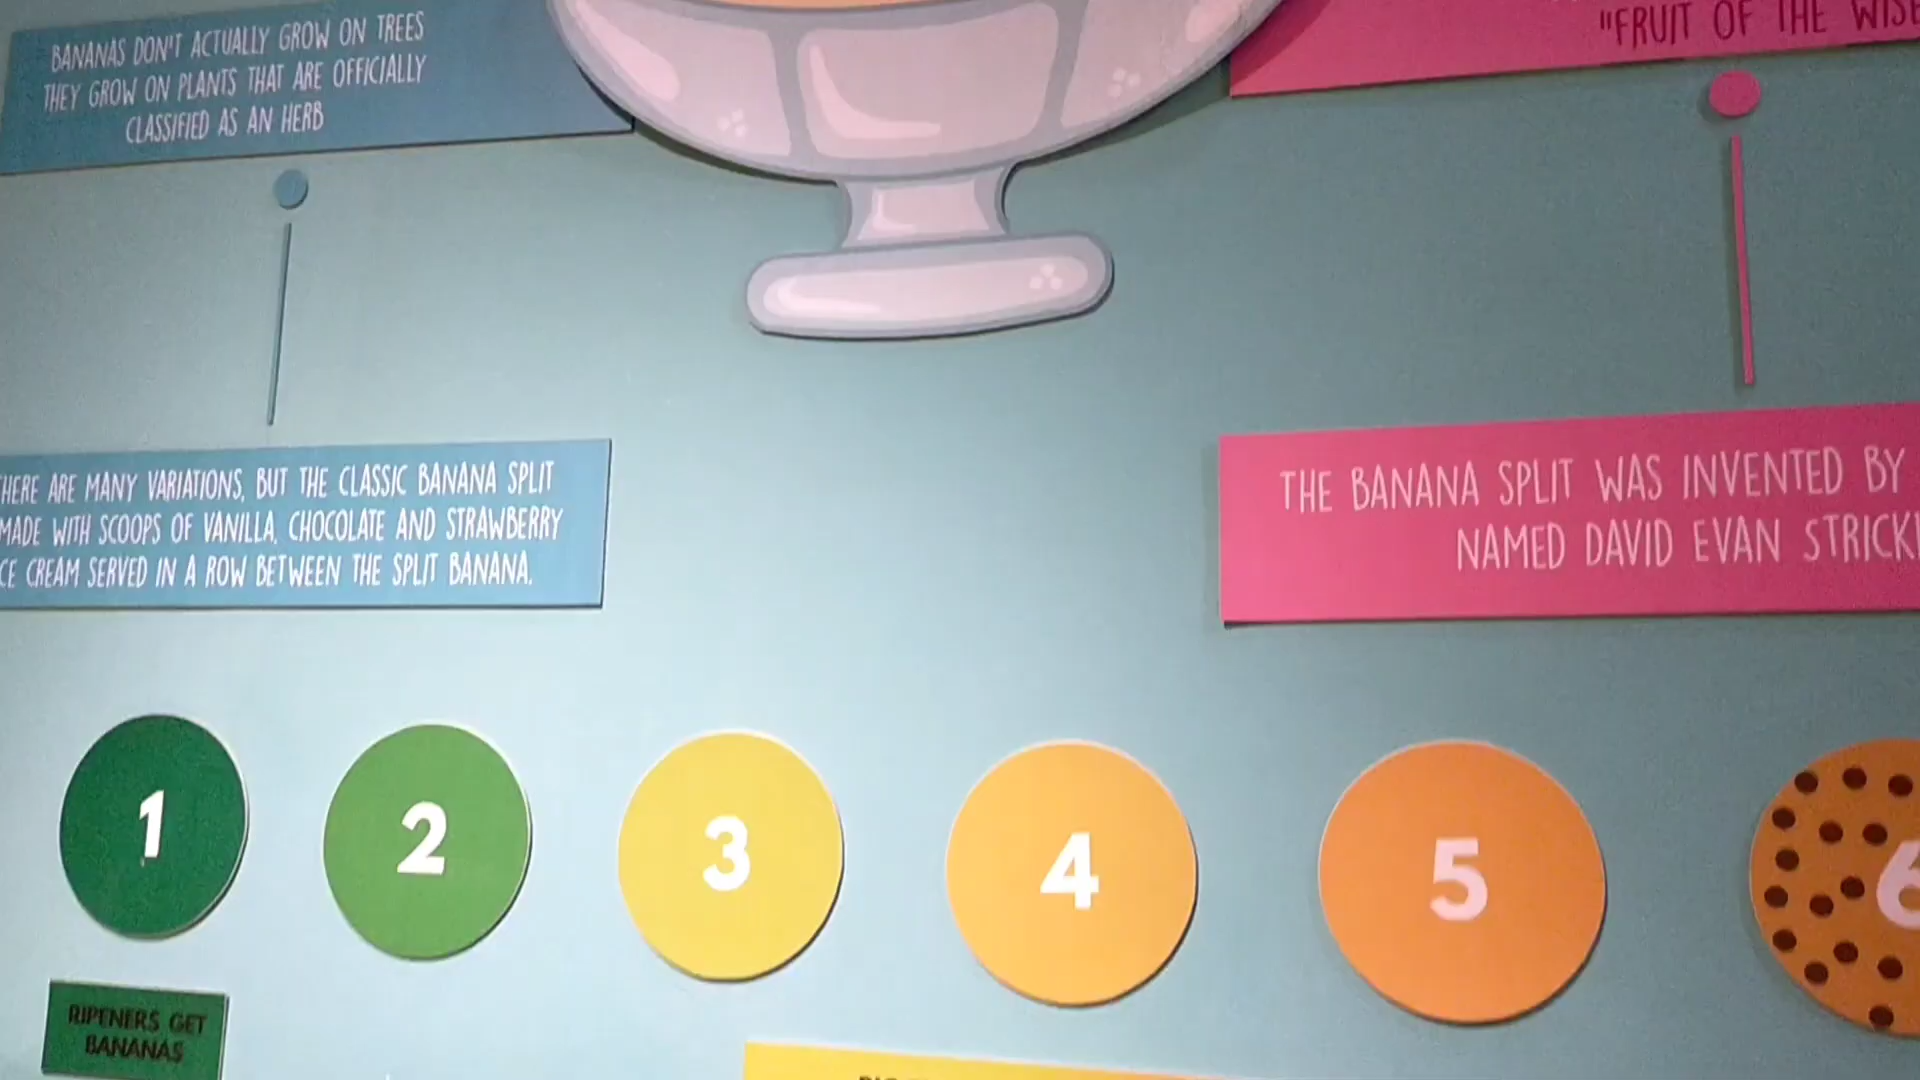 BANANAS DON'T ACTUALLY GROW ON TREES
THEY GROW ON PLANTS THAT ARE OFFICIALLY
CLASSIFIED AS AN HERB
"FRUIT OF THE WISE
HERE ARE MANY VARIATIONS, BUT THE CLASSIC BANANA SPLIT
MADE WITH SCOOPS OF VANILLA, CHOCOLATE AND STRAWBERRY
CE CREAM SERVED IN A ROW BETWEEN THE SPLIT BANANA.
THE BANANA SPLIT WAS INVENTED BY
NAMED DAVID EVAN STRICK
1 2 3 4 5 6
RIPENERS GET
BANANAS